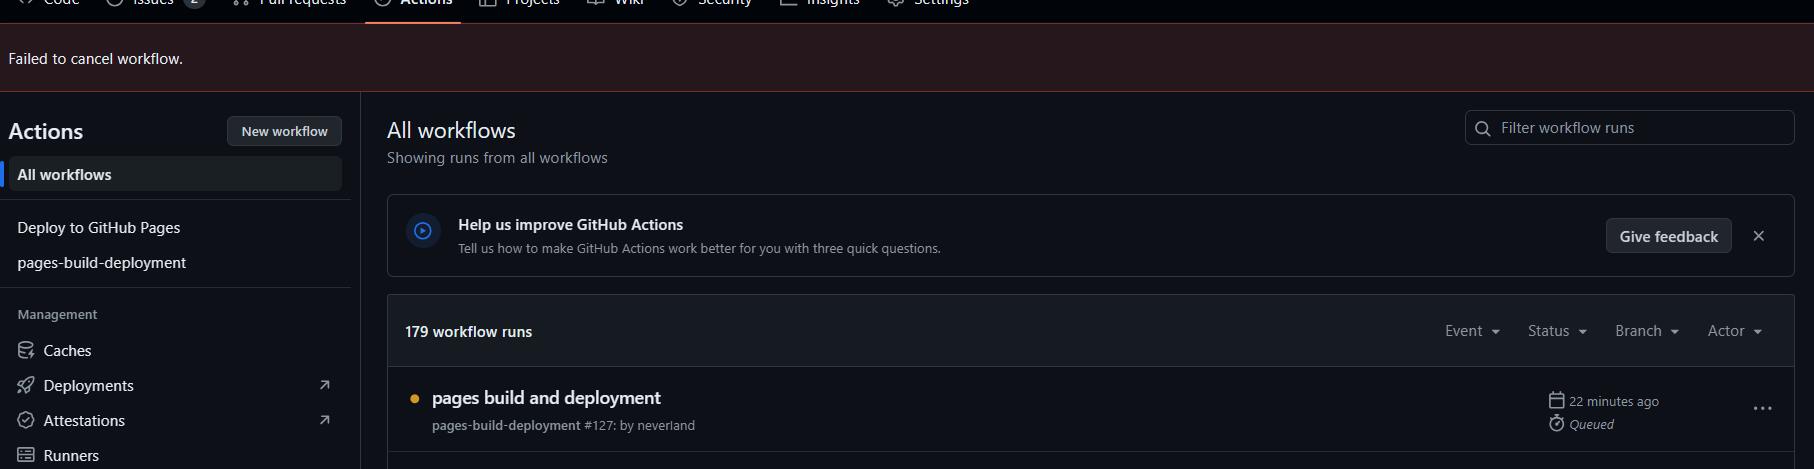 Code Issues 2 Pull requests Actions Projects Wiki Security Insights Settings
Failed to cancel workflow.
Actions
New workflow
All workflows
Deploy to GitHub Pages
pages-build-deployment
Management
Caches
Deployments
Attestations
Runners
All workflows
Showing runs from all workflows
Filter workflow runs
Help us improve GitHub Actions
Tell us how to make GitHub Actions work better for you with three quick questions.
Give feedback
179 workflow runs
Event Status Branch Actor
pages build and deployment
pages-build-deployment #127: by neverland
22 minutes ago
Queued